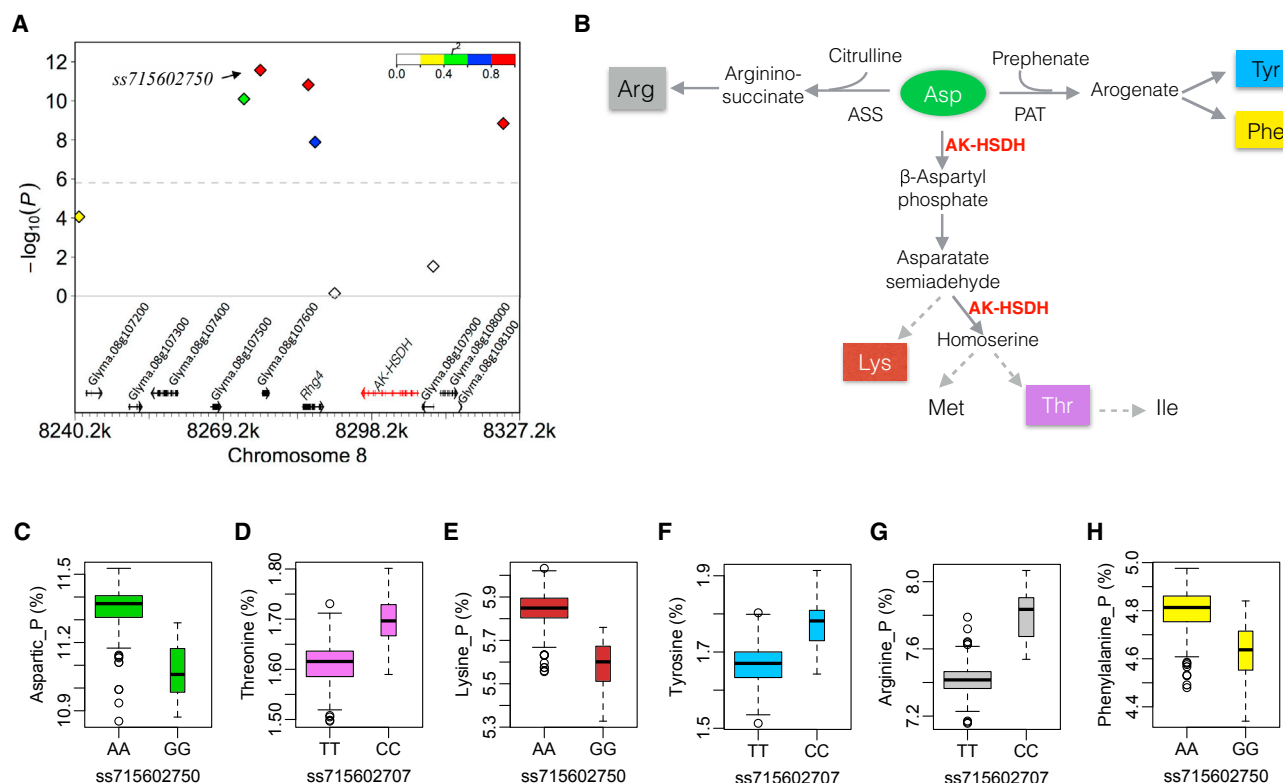 A
12
10
8
6
4
2
0
−log10(P)
ss715602750
r2
0.0 0.4 0.8
Glyma.08g107200
Glyma.08g107300
Glyma.08g107400
Glyma.08g107500
Glyma.08g107600
Rhg4
AK-HSDH
Glyma.08g107900
Glyma.08g108000
Glyma.08g108100
8240.2k 8269.2k 8298.2k 8327.2k
Chromosome 8
B
Citrulline
Prephenate
Arg
Arginino-
succinate
Asp
Arogenate
Tyr
Phe
ASS
PAT
AK-HSDH
β-Aspartyl
phosphate
Asparatate
semiadehyde
AK-HSDH
Homoserine
Lys
Met
Thr
Ile
C
Aspartic_P (%)
11.5
11.2
10.9
AA GG
ss715602750
D
Threonine (%)
1.80
1.70
1.60
1.50
TT CC
ss715602707
E
Lysine_P (%)
5.9
5.7
5.5
5.3
AA GG
ss715602750
F
Tyrosine (%)
1.9
1.7
1.5
TT CC
ss715602707
G
Arginine_P (%)
8.0
7.6
7.2
TT CC
ss715602707
H
Phenylalanine_P (%)
5.0
4.8
4.6
4.4
AA GG
ss715602750